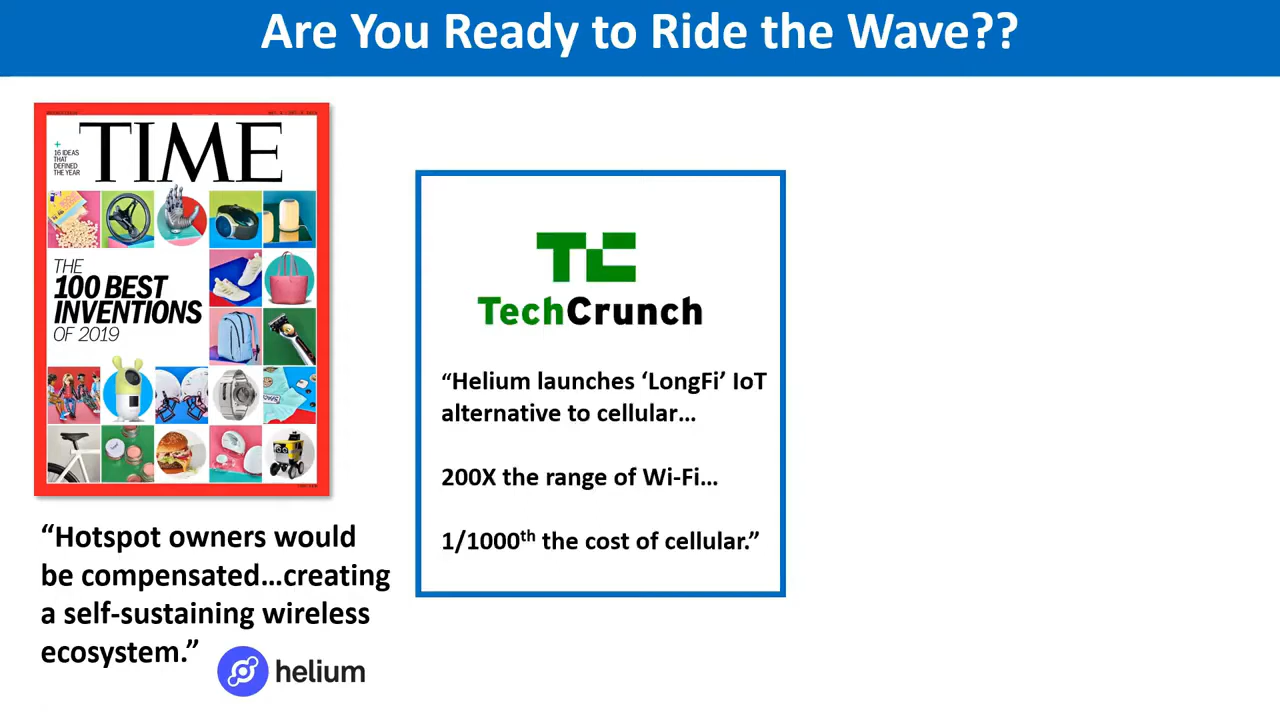 Are You Ready to Ride the Wave??
TIME
+
16 IDEAS
THAT
DEFINED
THE YEAR
THE
100 BEST
INVENTIONS
OF 2019
“Hotspot owners would
be compensated…creating
a self-sustaining wireless
ecosystem.”
helium
TC
TechCrunch
“Helium launches ‘LongFi’ IoT
alternative to cellular…
200X the range of Wi-Fi…
1/1000th the cost of cellular.”